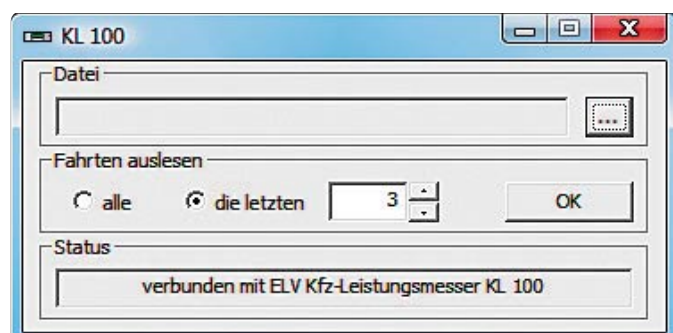 KL 100
Datei
...
Fahrten auslesen
alle die letzten 3 OK
Status
verbunden mit ELV Kfz-Leistungsmesser KL 100